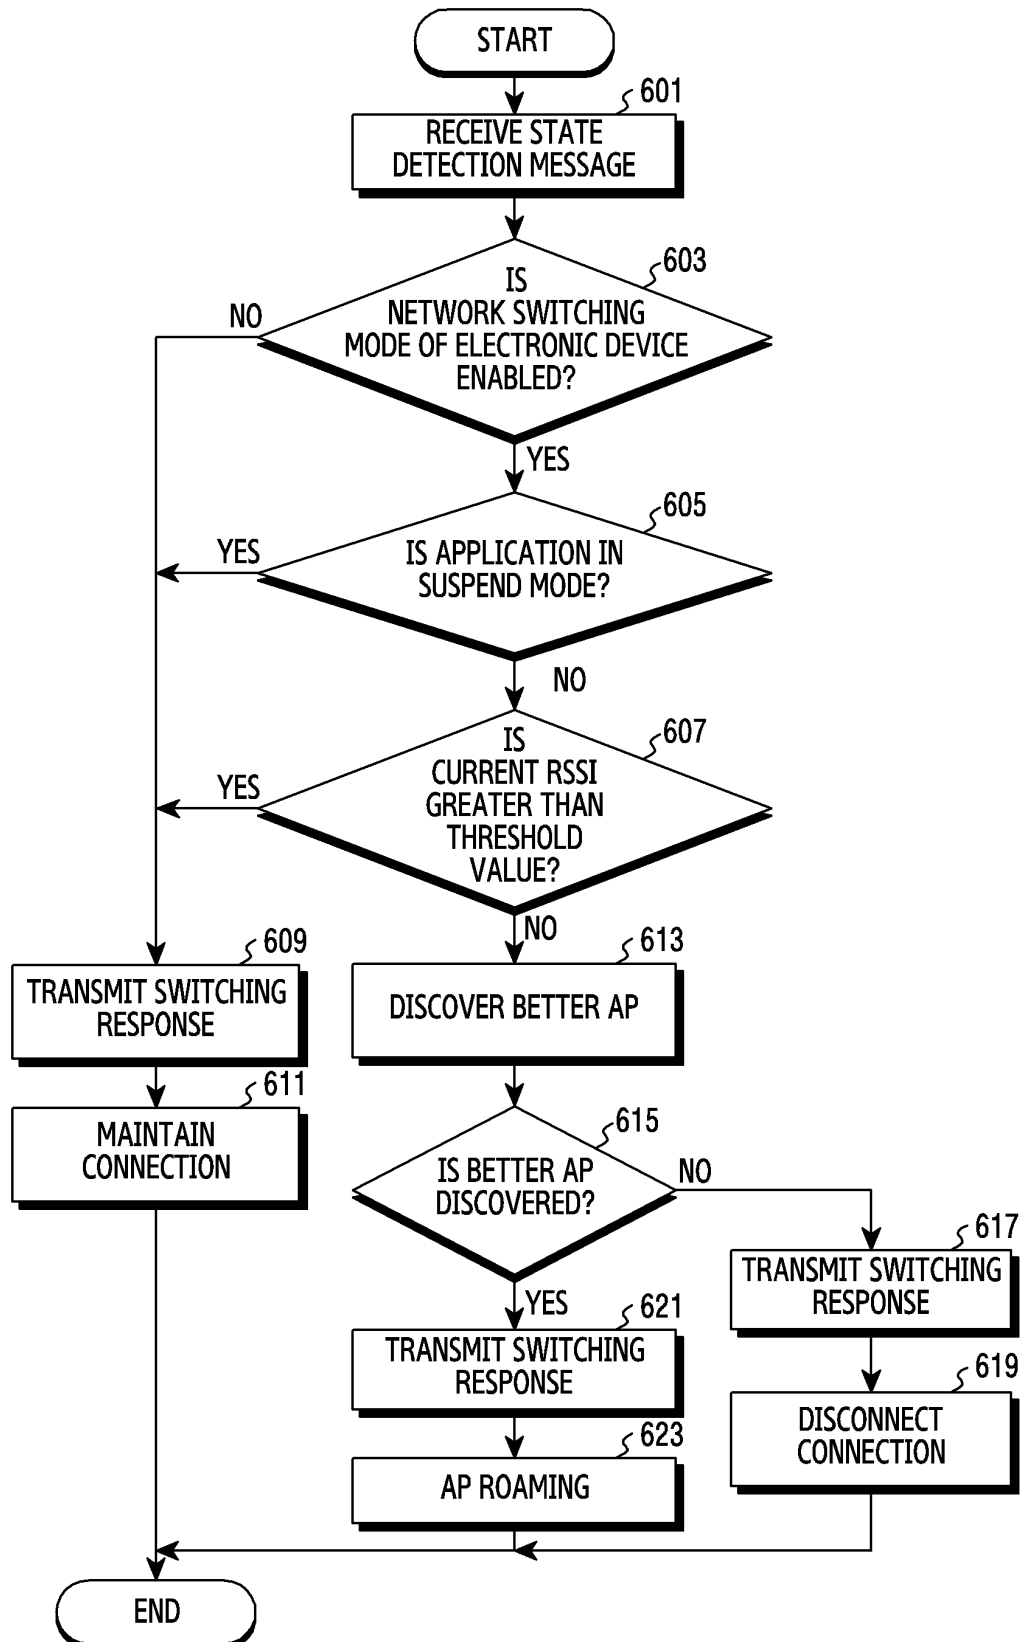 START
601
RECEIVE STATE
DETECTION MESSAGE
603
IS
NETWORK SWITCHING
MODE OF ELECTRONIC DEVICE
ENABLED?
NO
YES
605
IS APPLICATION IN
SUSPEND MODE?
YES
NO
607
IS
CURRENT RSSI
GREATER THAN
THRESHOLD
VALUE?
YES
NO
609
TRANSMIT SWITCHING
RESPONSE
611
MAINTAIN
CONNECTION
613
DISCOVER BETTER AP
615
IS BETTER AP
DISCOVERED?
NO
YES
617
TRANSMIT SWITCHING
RESPONSE
619
DISCONNECT
CONNECTION
621
TRANSMIT SWITCHING
RESPONSE
623
AP ROAMING
END